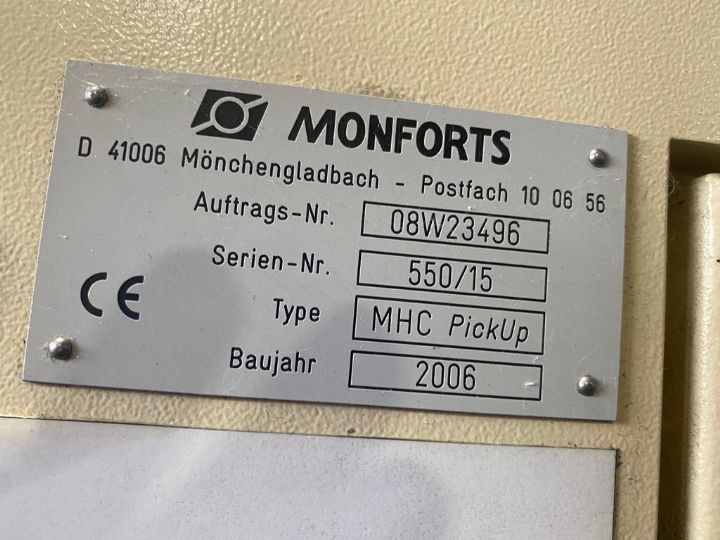 MONFORTS
D 41006 Mönchengladbach - Postfach 10 06 56
Auftrags-Nr. 08W23496
Serien-Nr. 550/15
CE
Type MHC PickUp
Baujahr 2006